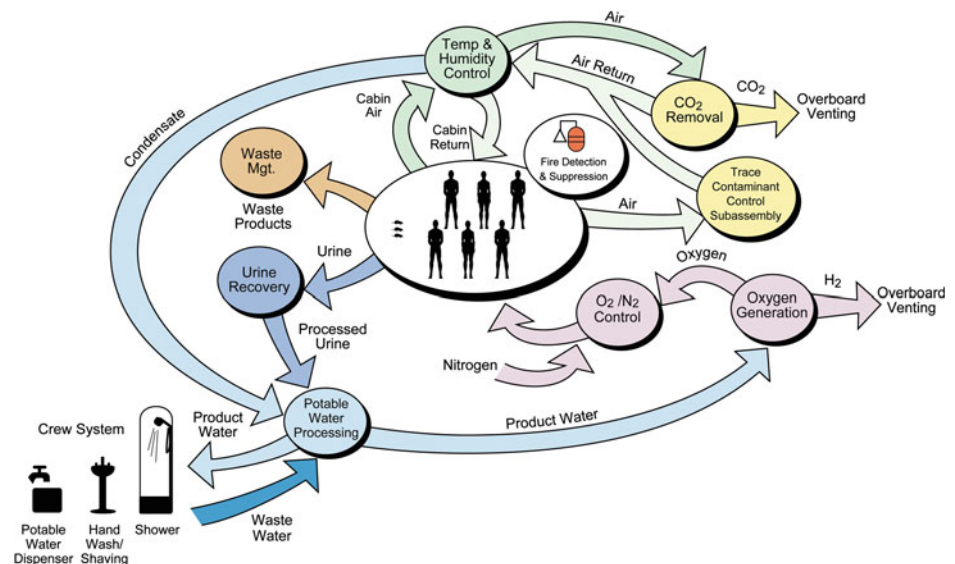 Air
Temp &
Humidity
Control
Air Return
CO2
CO2
Removal
Overboard
Venting
Cabin
Air
Cabin
Return
Condensate
Fire Detection
& Suppression
Waste
Mgt.
Waste
Products
Trace
Contaminant
Control
Subassembly
Air
Urine
Urine
Recovery
Oxygen
O2 /N2
Control
Oxygen
Generation
H2
Overboard
Venting
Processed
Urine
Nitrogen
Potable
Water
Processing
Product Water
Product
Water
Crew System
Waste
Water
Potable
Water
Dispenser
Hand
Wash/
Shaving
Shower